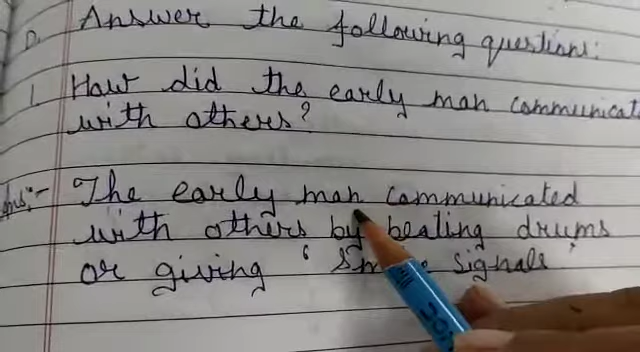 D. Answer the following questions:
1. How did the early man communicat
with others?
Ans:- The early man communicated
with others by beating drums
or giving ' signals '